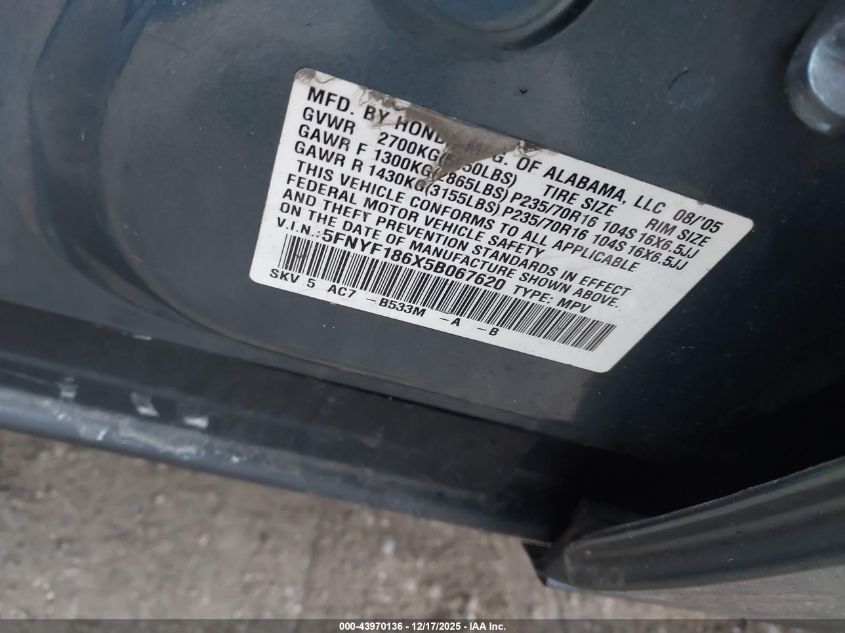 MFD. BY HOND G. OF ALABAMA, LLC 08/'05
GVWR 2700KG( 50LBS) TIRE SIZE RIM SIZE
GAWR F 1300KG(2865LBS) P235/70R16 104S 16X6.5JJ
GAWR R 1430KG(3155LBS) P235/70R16 104S 16X6.5JJ
THIS VEHICLE CONFORMS TO ALL APPLICABLE
FEDERAL MOTOR VEHICLE SAFETY
AND THEFT PREVENTION STANDARDS IN EFFECT
ON THE DATE OF MANUFACTURE SHOWN ABOVE.
V.I.N.: 5FNYF186X5B067620 TYPE: MPV
SKV 5 AC7 -B533M -A -B
000-43970136 - 12/17/2025 - IAA Inc.